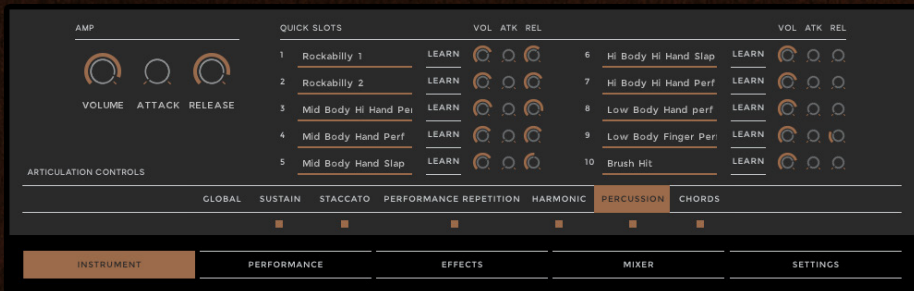 AMP
QUICK SLOTS VOL ATK REL VOL ATK REL
1 Rockabilly 1 LEARN 6 Hi Body Hi Hand Slap LEARN
2 Rockabilly 2 LEARN 7 Hi Body Hi Hand Perf LEARN
VOLUME ATTACK RELEASE
3 Mid Body Hi Hand Per LEARN 8 Low Body Hand perf LEARN
4 Mid Body Hand Perf LEARN 9 Low Body Finger Per LEARN
5 Mid Body Hand Slap LEARN 10 Brush Hit LEARN
ARTICULATION CONTROLS
GLOBAL SUSTAIN STACCATO PERFORMANCE REPETITION HARMONIC PERCUSSION CHORDS
INSTRUMENT PERFORMANCE EFFECTS MIXER SETTINGS